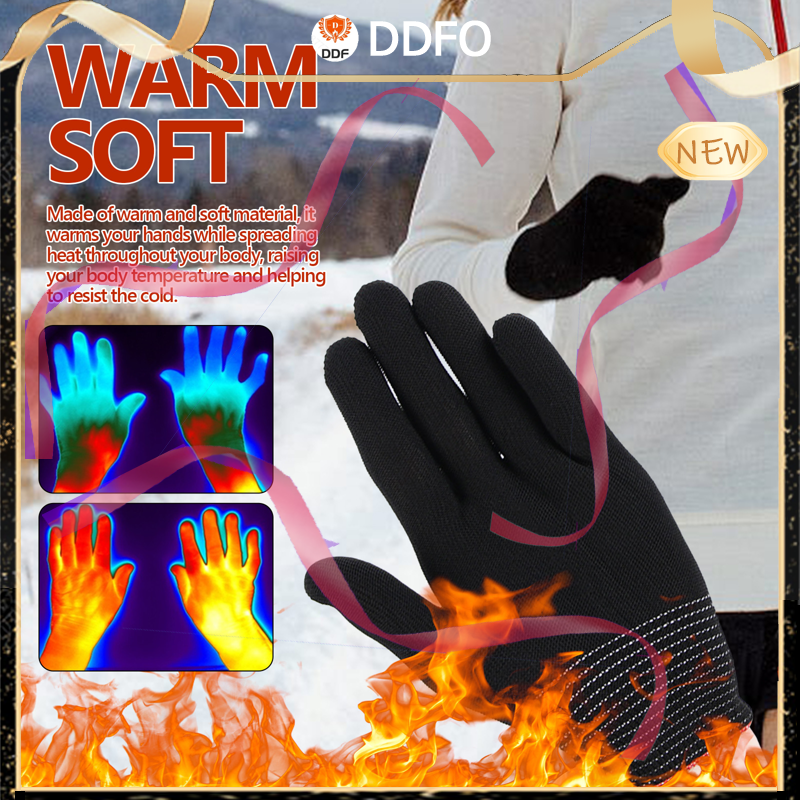 DDF
DDFO
WARM
SOFT
NEW
Made of warm and soft material, it
warms your hands while spreading
heat throughout your body, raising
your body temperature and helping
to resist the cold.